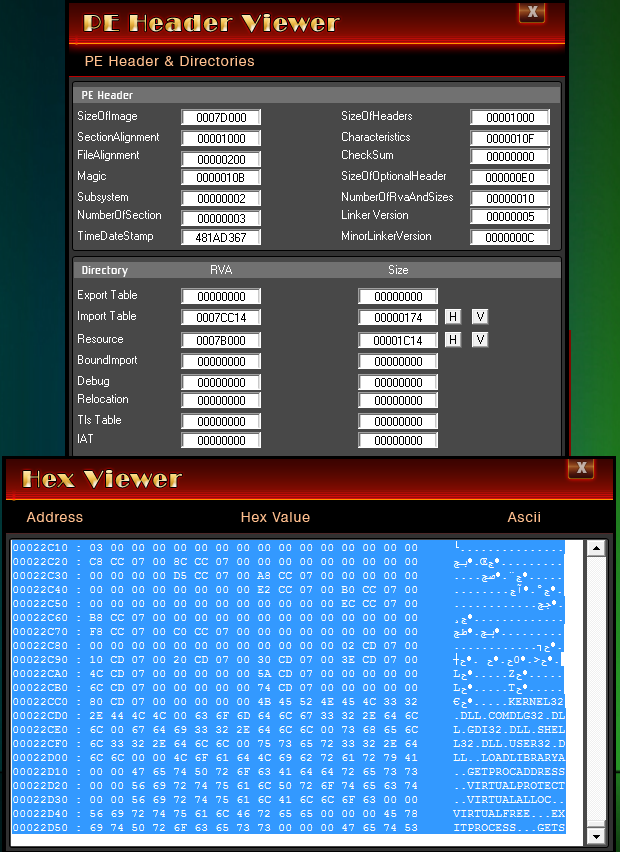 PE Header Viewer X
PE Header & Directories
PE Header
SizeOfImage 0007D000 SizeOfHeaders 00001000
SectionAlignment 00001000 Characteristics 0000010F
FileAlignment 00000200 CheckSum 00000000
Magic 0000010B SizeOfOptionalHeader 000000E0
Subsystem 00000002 NumberOfRvaAndSizes 00000010
NumberOfSection 00000003 Linker Version 00000005
TimeDateStamp 481AD367 MinorLinkerVersion 0000000C
Directory RVA Size
Export Table 00000000 00000000
Import Table 0007CC14 00000174 H V
Resource 0007B000 00001C14 H V
BoundImport 00000000 00000000
Debug 00000000 00000000
Relocation 00000000 00000000
Tls Table 00000000 00000000
IAT 00000000 00000000
Hex Viewer X
Address Hex Value Ascii
00022C10 : 03 00 00 00 00 00 00 00 00 00 00 00 00 00 00 00
00022C20 : C8 CC 07 00 8C CC 07 00 00 00 00 00 00 00 00 00
00022C30 : 00 00 00 00 D5 CC 07 00 A8 CC 07 00 00 00 00 00
00022C40 : 00 00 00 00 00 00 00 00 E2 CC 07 00 B0 CC 07 00
00022C50 : 00 00 00 00 00 00 00 00 00 00 00 00 EC CC 07 00
00022C60 : B8 CC 07 00 00 00 00 00 00 00 00 00 00 00 00 00
00022C70 : F8 CC 07 00 C0 CC 07 00 00 00 00 00 00 00 00 00
00022C80 : 00 00 00 00 00 00 00 00 00 00 00 00 02 CD 07 00
00022C90 : 10 CD 07 00 20 CD 07 00 30 CD 07 00 3E CD 07 00
00022CA0 : 4C CD 07 00 00 00 00 00 5A CD 07 00 00 00 00 00
00022CB0 : 6C CD 07 00 00 00 00 00 74 CD 07 00 00 00 00 00
00022CC0 : 80 CD 07 00 00 00 00 00 4B 45 52 4E 45 4C 33 32 KERNEL32
00022CD0 : 2E 44 4C 4C 00 63 6F 6D 64 6C 67 33 32 2E 64 6C .DLL.COMDLG32.DL
00022CE0 : 6C 00 67 64 69 33 32 2E 64 6C 6C 00 73 68 65 6C L.GDI32.DLL.SHEL
00022CF0 : 6C 33 32 2E 64 6C 6C 00 75 73 65 72 33 32 2E 64 L32.DLL.USER32.D
00022D00 : 6C 6C 00 00 4C 6F 61 64 4C 69 62 72 61 72 79 41 LL..LOADLIBRARYA
00022D10 : 00 00 47 65 74 50 72 6F 63 41 64 64 72 65 73 73 ..GETPROCADDRESS
00022D20 : 00 00 56 69 72 74 75 61 6C 50 72 6F 74 65 63 74 ..VIRTUALPROTECT
00022D30 : 00 00 56 69 72 74 75 61 6C 41 6C 6C 6F 63 00 00 ..VIRTUALALLOC..
00022D40 : 56 69 72 74 75 61 6C 46 72 65 65 00 00 00 45 78 VIRTUALFREE...EX
00022D50 : 69 74 50 72 6F 63 65 73 73 00 00 00 47 65 74 53 ITPROCESS...GETS